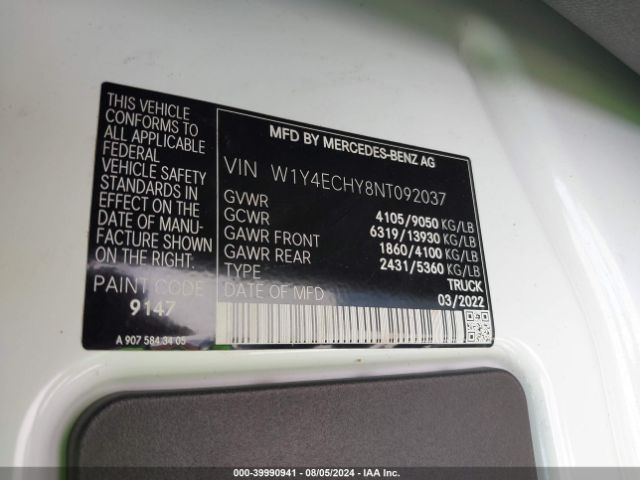 THIS VEHICLE
CONFORMS TO
ALL APPLICABLE
FEDERAL
MOTOR
VEHICLE SAFETY
STANDARDS IN
EFFECT ON THE
DATE OF MANU-
FACTURE SHOWN
ON THE RIGHT:
PAINT CODE
9147
A 907 584 34 05
MFD BY MERCEDES-BENZ AG
VIN W1Y4ECHY8NT092037
GVWR 4105/9050 KG/LB
GCWR 6319/13930 KG/LB
GAWR FRONT 1860/4100 KG/LB
GAWR REAR 2431/5360 KG/LB
TYPE TRUCK
DATE OF MFD 03/2022
000-39990941 - 08/05/2024 - IAA Inc.